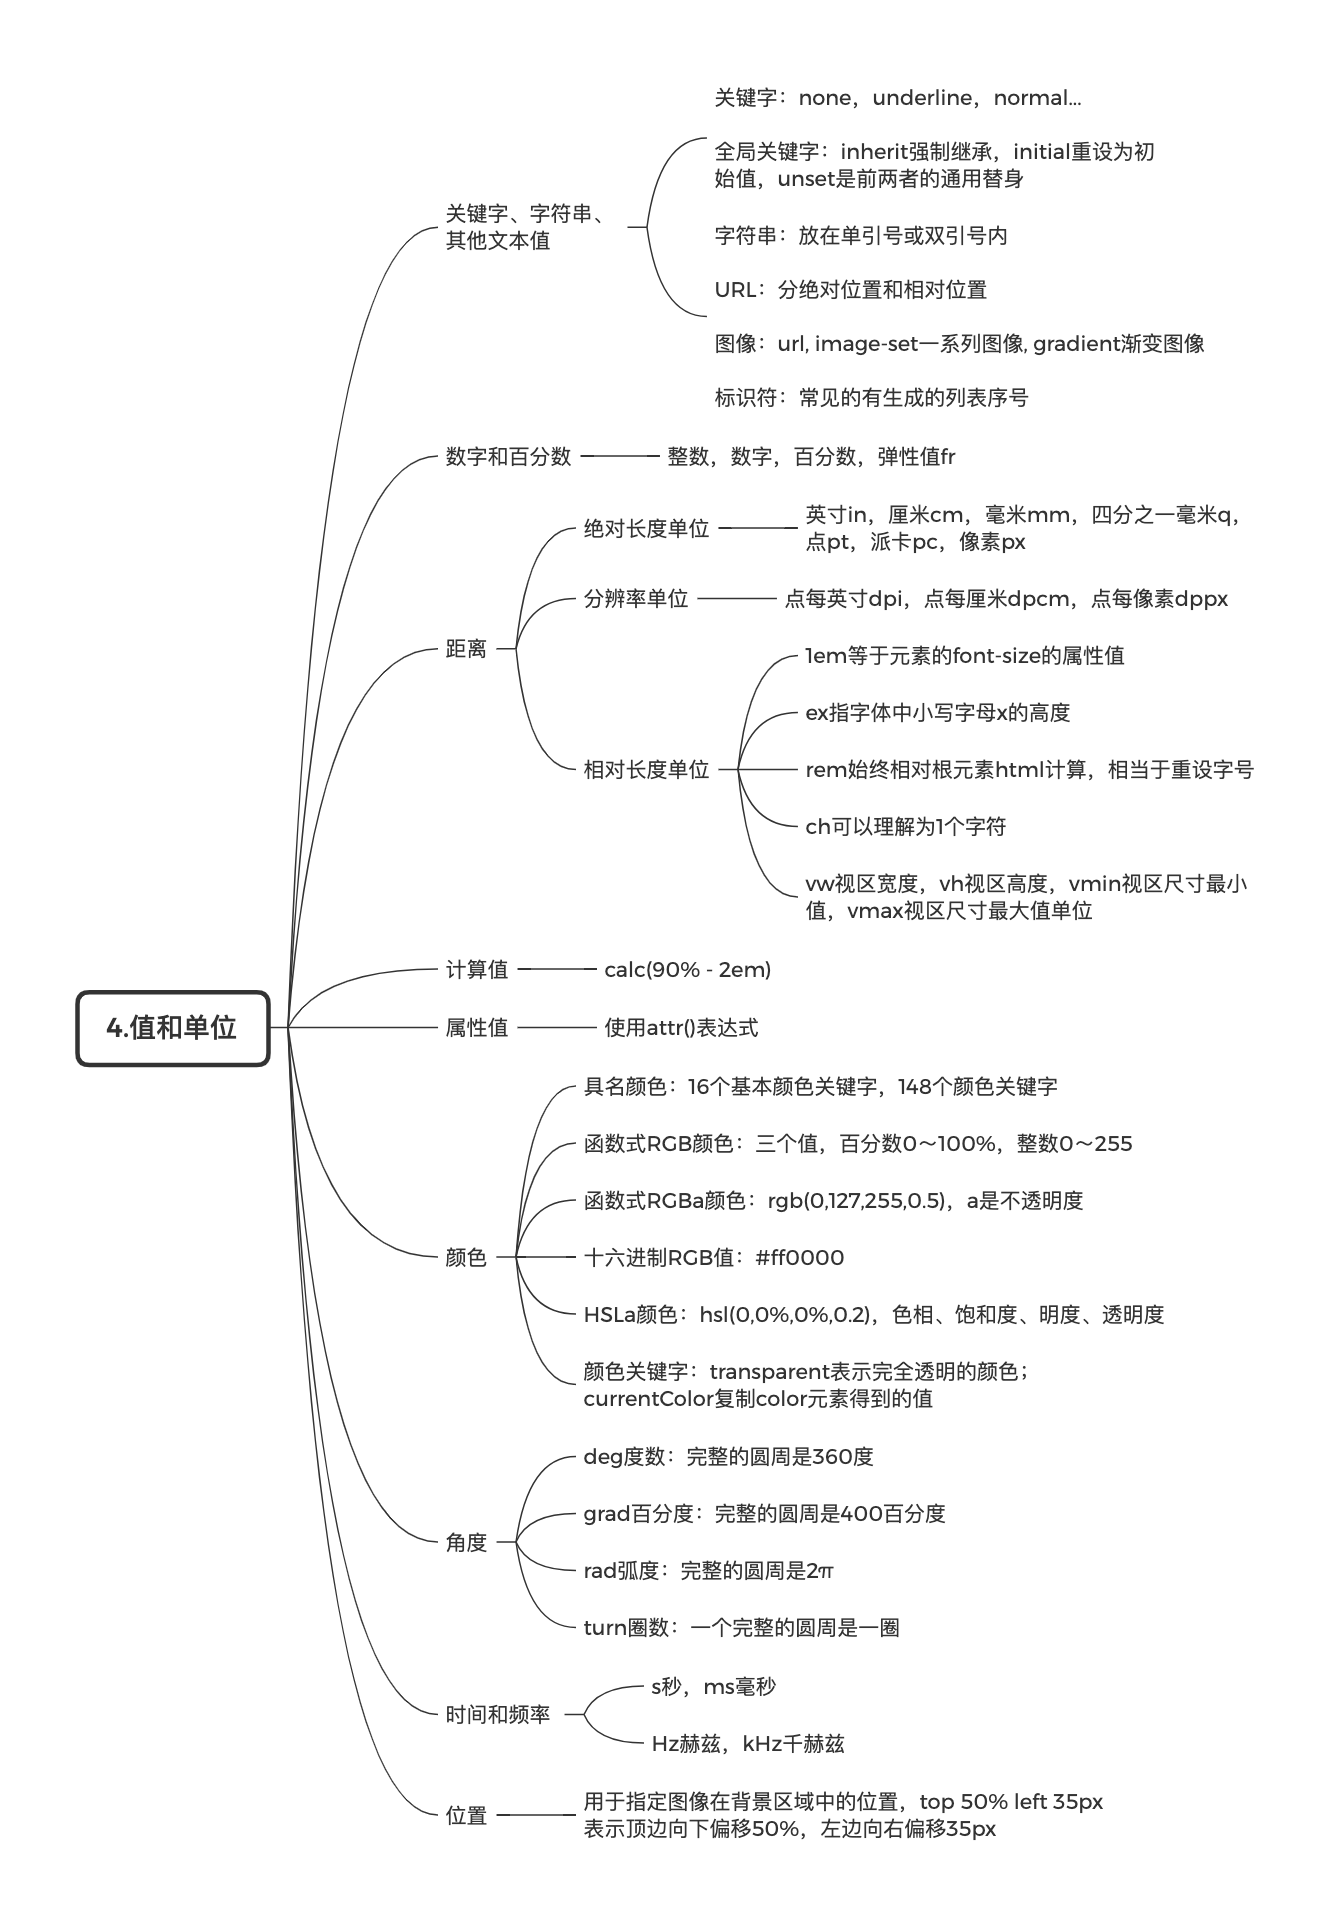 4.值和单位
关键字、字符串、
其他文本值
关键字：none，underline，normal...
全局关键字：inherit强制继承，initial重设为初
始值，unset是前两者的通用替身
字符串：放在单引号或双引号内
URL：分绝对位置和相对位置
图像：url, image-set一系列图像, gradient渐变图像
标识符：常见的有生成的列表序号
数字和百分数
整数，数字，百分数，弹性值fr
距离
绝对长度单位
英寸in，厘米cm，毫米mm，四分之一毫米q，
点pt，派卡pc，像素px
分辨率单位
点每英寸dpi，点每厘米dpcm，点每像素dppx
相对长度单位
1em等于元素的font-size的属性值
ex指字体中小写字母x的高度
rem始终相对根元素html计算，相当于重设字号
ch可以理解为1个字符
vw视区宽度，vh视区高度，vmin视区尺寸最小
值，vmax视区尺寸最大值单位
计算值
calc(90% - 2em)
属性值
使用attr()表达式
颜色
具名颜色：16个基本颜色关键字，148个颜色关键字
函数式RGB颜色：三个值，百分数0～100%，整数0～255
函数式RGBa颜色：rgb(0,127,255,0.5)，a是不透明度
十六进制RGB值：#ff0000
HSLa颜色：hsl(0,0%,0%,0.2)，色相、饱和度、明度、透明度
颜色关键字：transparent表示完全透明的颜色；
currentColor复制color元素得到的值
角度
deg度数：完整的圆周是360度
grad百分度：完整的圆周是400百分度
rad弧度：完整的圆周是2π
turn圈数：一个完整的圆周是一圈
时间和频率
s秒，ms毫秒
Hz赫兹，kHz千赫兹
位置
用于指定图像在背景区域中的位置，top 50% left 35px
表示顶边向下偏移50%，左边向右偏移35px